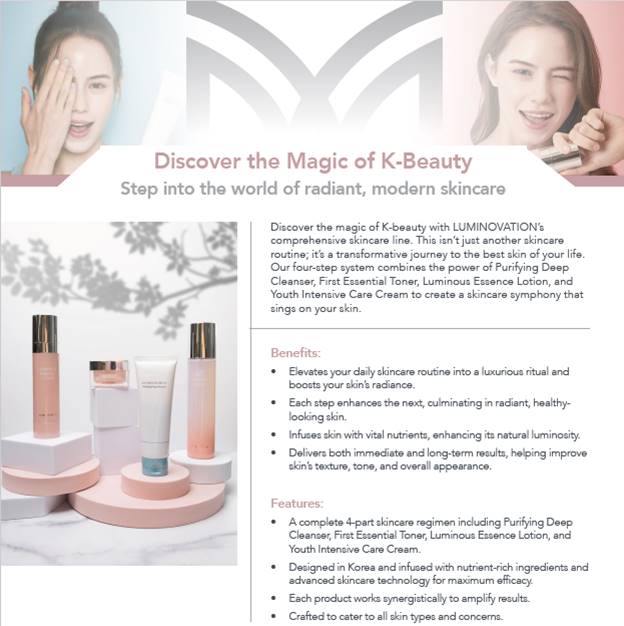 Discover the Magic of K-Beauty
Step into the world of radiant, modern skincare
Discover the magic of K-beauty with LUMINOVATION's
comprehensive skincare line. This isn't just another skincare
routine; it's a transformative journey to the best skin of your life.
Our four-step system combines the power of Purifying Deep
Cleanser, First Essential Toner, Luminous Essence Lotion, and
Youth Intensive Care Cream to create a skincare symphony that
sings on your skin.
Benefits:
• Elevates your daily skincare routine into a luxurious ritual and
boosts your skin's radiance.
• Each step enhances the next, culminating in radiant, healthy-
looking skin.
• Infuses skin with vital nutrients, enhancing its natural luminosity.
• Delivers both immediate and long-term results, helping improve
skin's texture, tone, and overall appearance.
Features:
• A complete 4-part skincare regimen including Purifying Deep
Cleanser, First Essential Toner, Luminous Essence Lotion, and
Youth Intensive Care Cream.
• Designed in Korea and infused with nutrient-rich ingredients and
advanced skincare technology for maximum efficacy.
• Each product works synergistically to amplify results.
• Crafted to cater to all skin types and concerns.